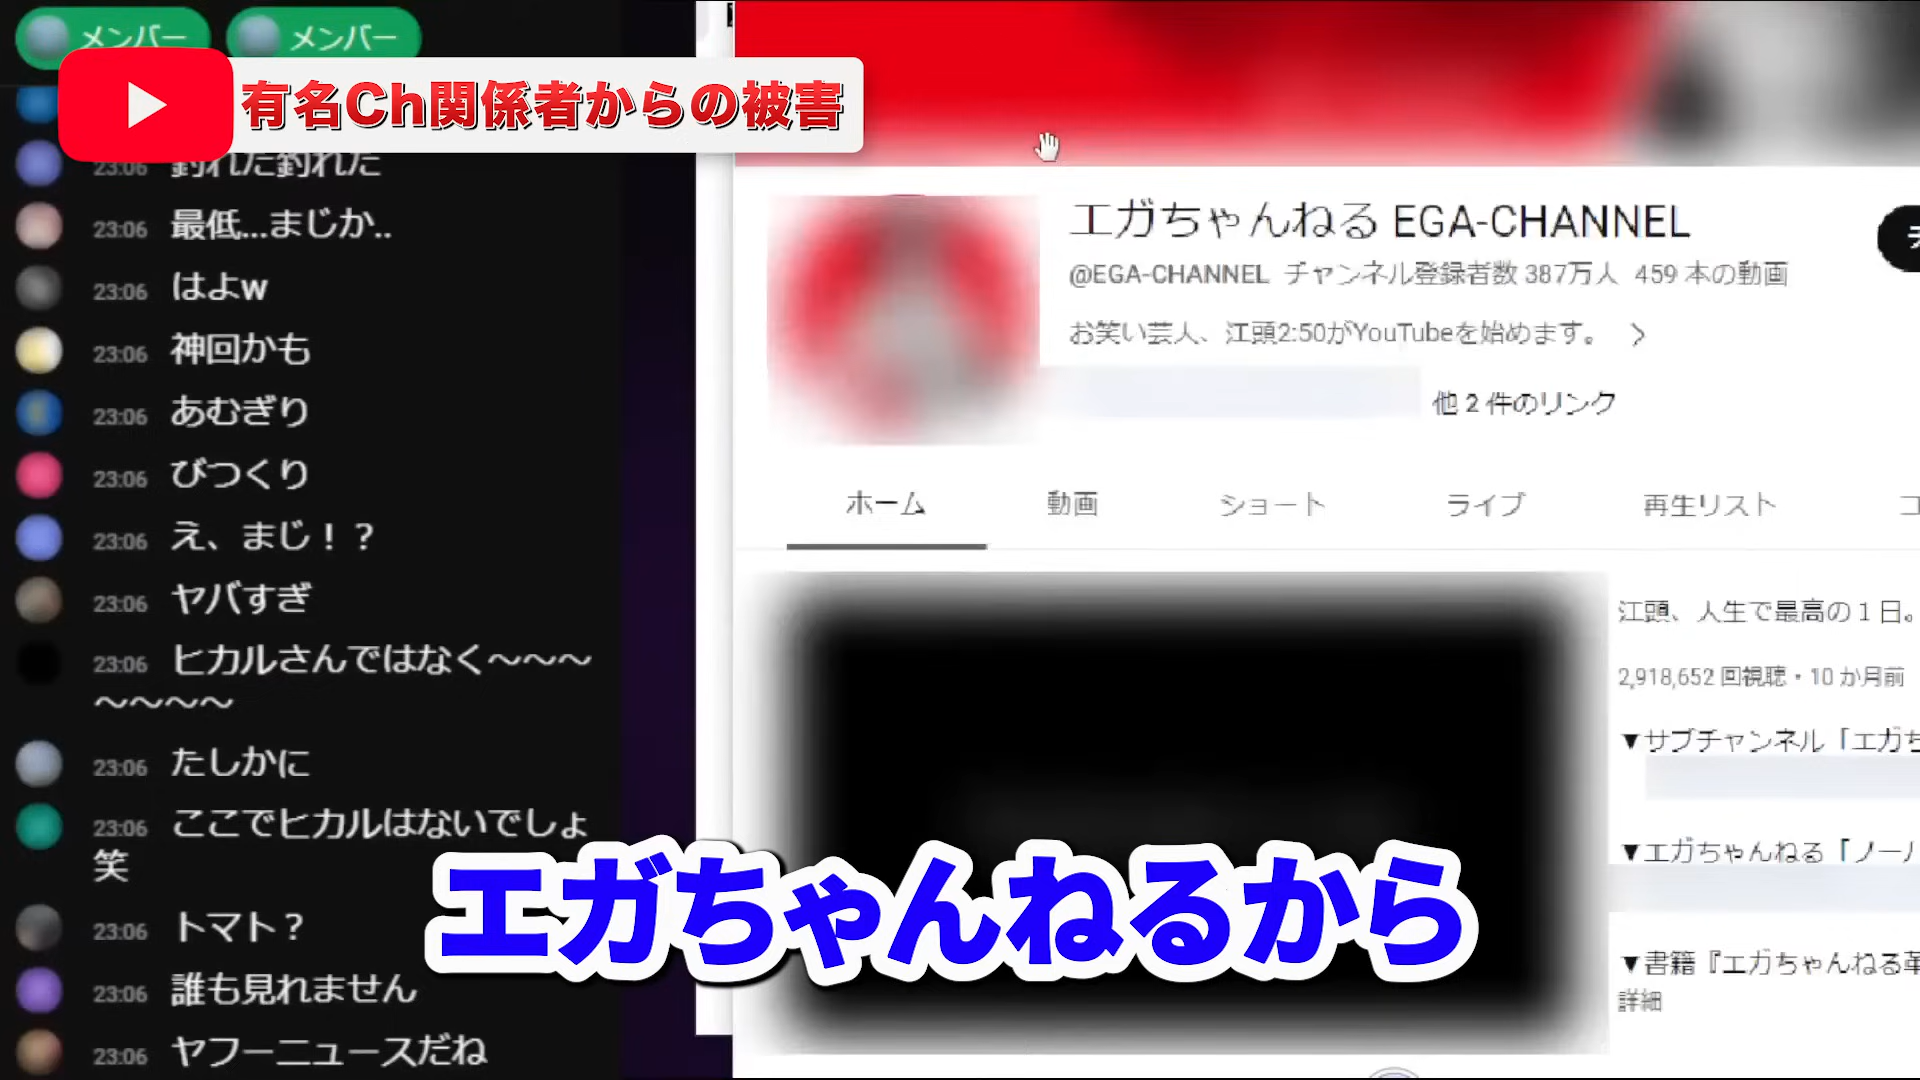 メンバー
メンバー
有名Ch関係者からの被害
23:06 釣れた釣れた
23:06 最低...まじか..
23:06 はよw
23:06 神回かも
23:06 あむぎり
23:06 びつくり
23:06 え、まじ！？
23:06 ヤバすぎ
23:06 ヒカルさんではなく〜〜〜
〜〜〜〜
23:06 たしかに
23:06 ここでヒカルはないでしょ
笑
23:06 トマト？
23:06 誰も見れません
23:06 ヤフーニュースだね
エガちゃんねる EGA-CHANNEL
@EGA-CHANNEL チャンネル登録者数 387万人 459 本の動画
お笑い芸人、江頭2:50がYouTubeを始めます。
他 2 件のリンク
ホーム 動画 ショート ライブ 再生リスト
江頭、人生で最高の１日。
2,918,652 回視聴・10 か月前
▼サブチャンネル「エガち
▼エガちゃんねる「ノーパ
▼書籍『エガちゃんねる革
詳細
エガちゃんねるから